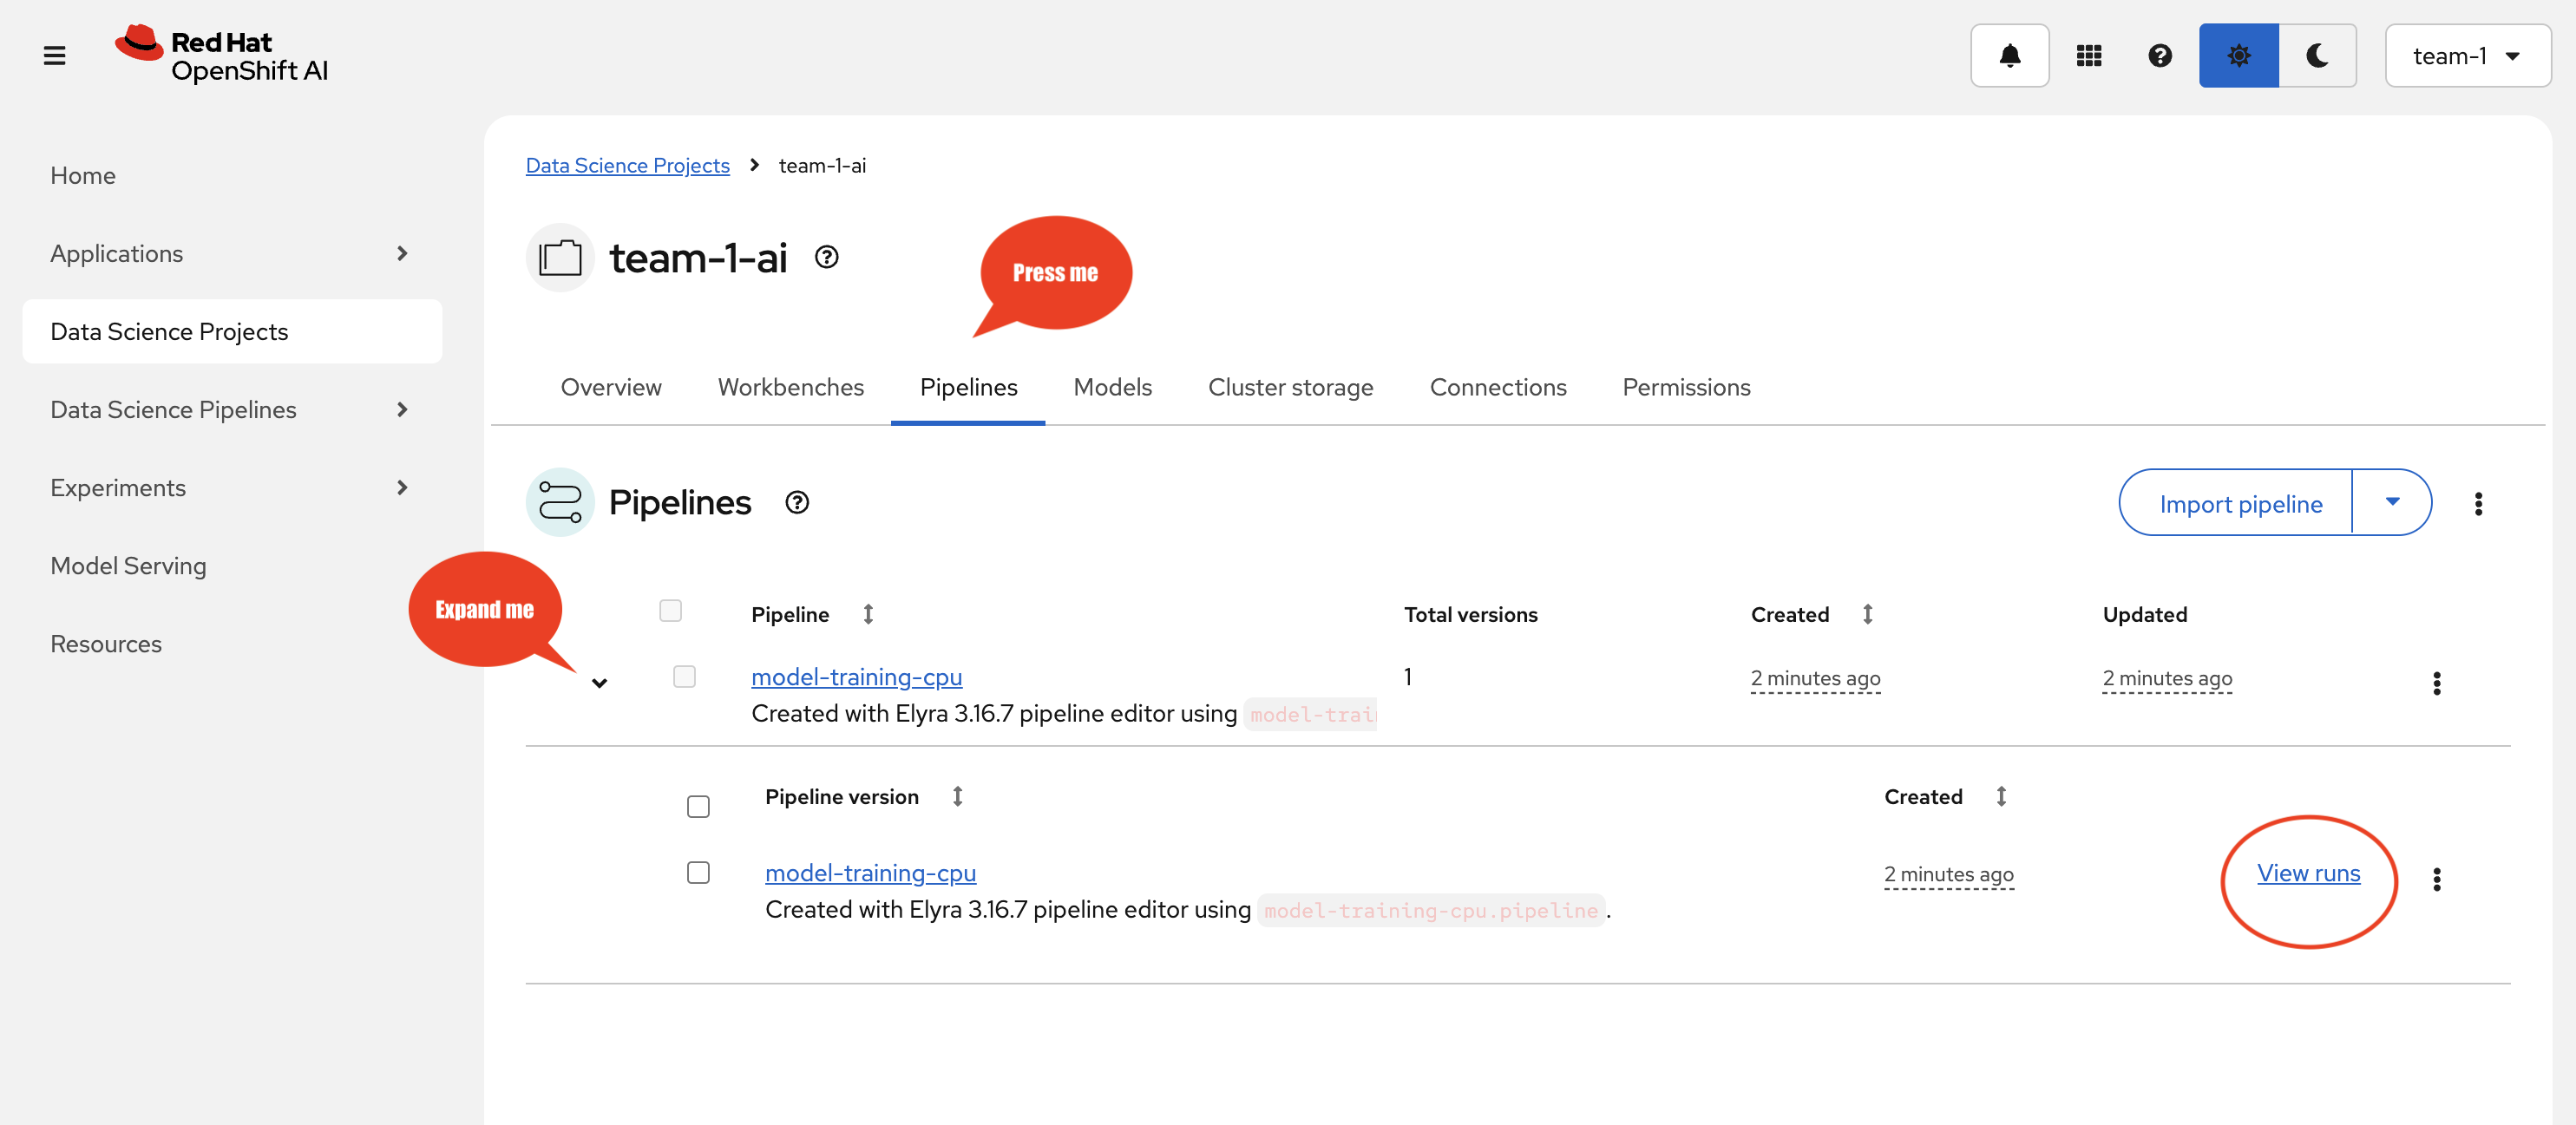 Red Hat
OpenShift AI
team-1
Home
Applications
Data Science Projects
Data Science Pipelines
Experiments
Model Serving
Resources
Data Science Projects > team-1-ai
team-1-ai
Press me
Overview Workbenches Pipelines Models Cluster storage Connections Permissions
Pipelines
Import pipeline
Expand me
Pipeline Total versions Created Updated
model-training-cpu 1 2 minutes ago 2 minutes ago
Created with Elyra 3.16.7 pipeline editor using model-trai
Pipeline version Created
model-training-cpu 2 minutes ago View runs
Created with Elyra 3.16.7 pipeline editor using model-training-cpu.pipeline.